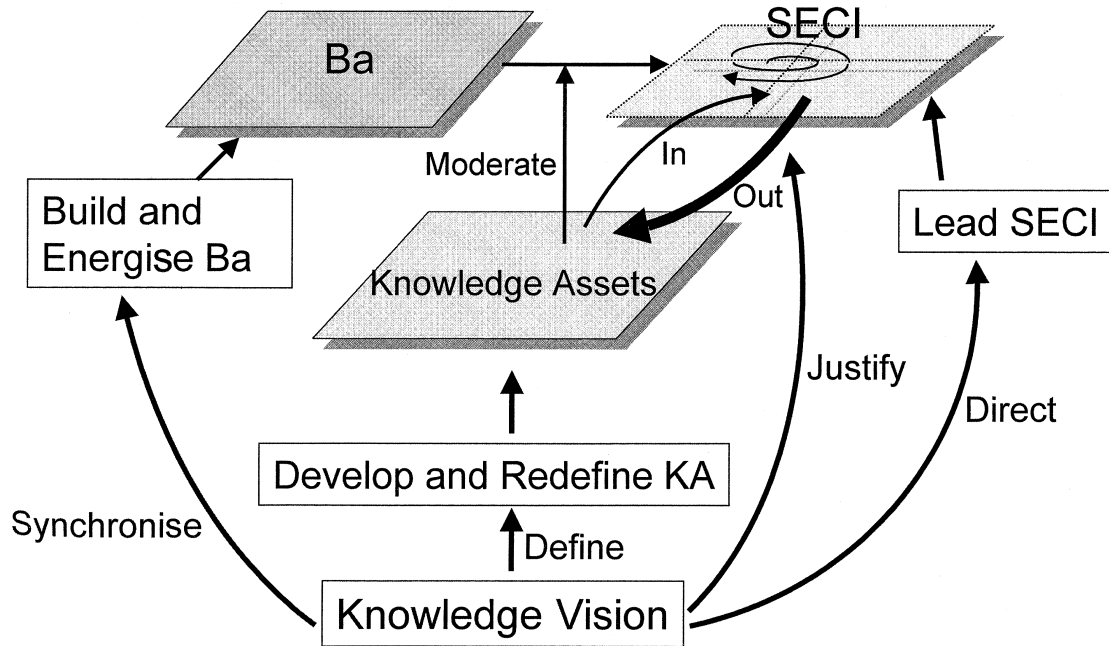 SECI
Ba
Moderate
In
Out
Build and
Energise Ba
Lead SECI
Knowledge Assets
Justify
Direct
Develop and Redefine KA
Synchronise
Define
Knowledge Vision